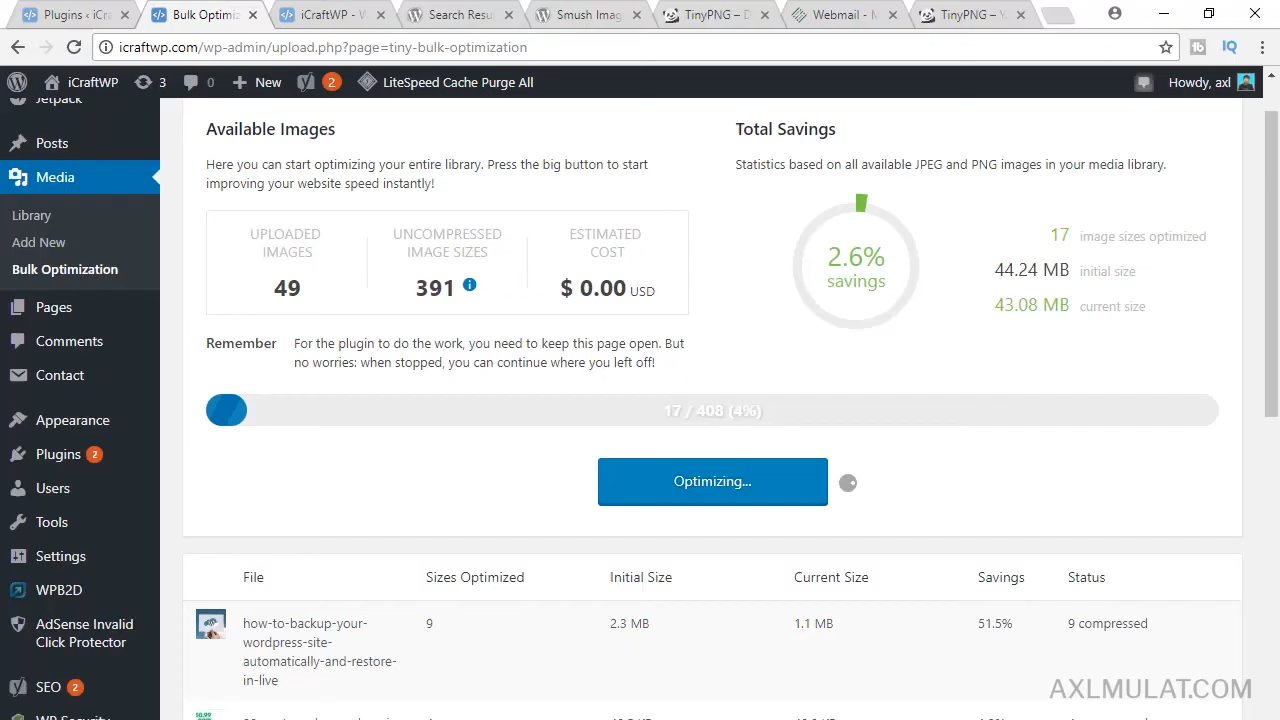 Plugins ‹ iCra
Bulk Optimiz
iCraftWP - W
Search Resul
Smush Imag
TinyPNG – D
Webmail - M
TinyPNG – Y
icraftwp.com/wp-admin/upload.php?page=tiny-bulk-optimization
iCraftWP 3 0 New 2 LiteSpeed Cache Purge All Howdy, axl
Jetpack
Posts
Media
Library
Add New
Bulk Optimization
Pages
Comments
Contact
Appearance
Plugins 2
Users
Tools
Settings
WPB2D
AdSense Invalid
Click Protector
SEO 2
WP Security
Available Images
Here you can start optimizing your entire library. Press the big button to start
improving your website speed instantly!
UPLOADED
IMAGES
49
UNCOMPRESSED
IMAGE SIZES
391
ESTIMATED
COST
$ 0.00 USD
Remember For the plugin to do the work, you need to keep this page open. But
no worries: when stopped, you can continue where you left off!
Total Savings
Statistics based on all available JPEG and PNG images in your media library.
2.6%
savings
17 image sizes optimized
44.24 MB initial size
43.08 MB current size
17 / 408 (4%)
Optimizing...
File Sizes Optimized Initial Size Current Size Savings Status
how-to-backup-your-
wordpress-site-
automatically-and-restore-
in-live
9 2.3 MB 1.1 MB 51.5% 9 compressed
AXLMULAT.COM